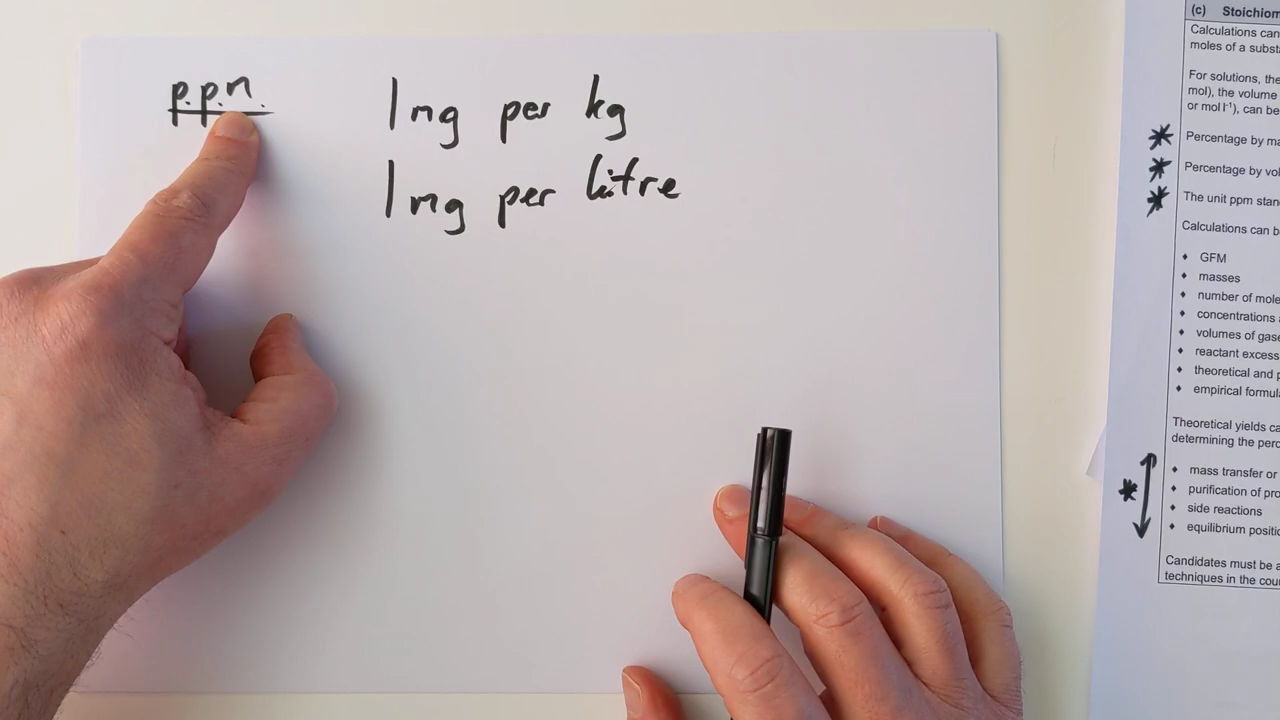 p.p.m.
1mg per kg
1mg per litre
(c) Stoichiom
Calculations can
moles of a subst
For solutions, the
mol), the volume
or mol l⁻¹), can be
Percentage by ma
Percentage by vol
The unit ppm stan
Calculations can b
GFM
masses
number of mole
concentrations a
volumes of gase
reactant excess
theoretical and p
empirical formula
Theoretical yields ca
determining the perc
mass transfer or
purification of pro
side reactions
equilibrium positic
Candidates must be a
techniques in the cour